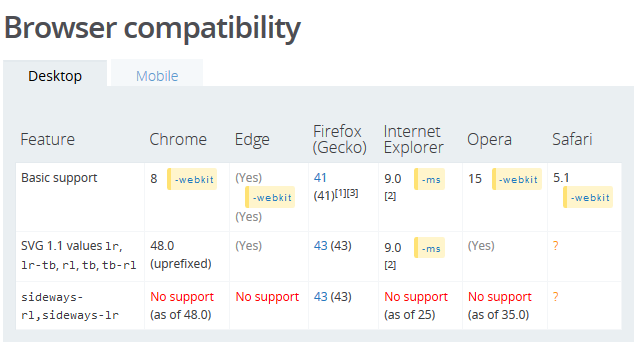 Browser compatibility
Desktop Mobile
Feature Chrome Edge Firefox (Gecko) Internet Explorer Opera Safari
Basic support 8 -webkit (Yes) -webkit (Yes) 41 (41)[1][3] 9.0 -ms [2] 15 -webkit 5.1 -webkit
SVG 1.1 values lr, lr-tb, rl, tb, tb-rl 48.0 (uprefixed) (Yes) 43 (43) 9.0 -ms [2] (Yes) ?
sideways-rl,sideways-lr No support (as of 48.0) No support 43 (43) No support (as of 25) No support (as of 35.0) ?